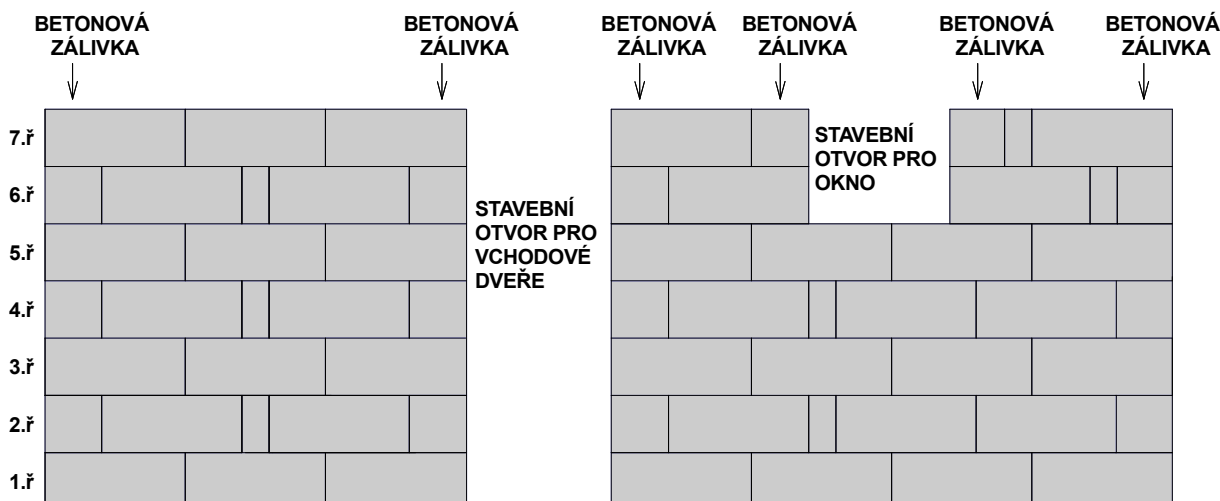 BETONOVÁ
ZÁLIVKA
BETONOVÁ
ZÁLIVKA
BETONOVÁ
ZÁLIVKA
BETONOVÁ
ZÁLIVKA
BETONOVÁ
ZÁLIVKA
BETONOVÁ
ZÁLIVKA
7.ř
6.ř
5.ř
4.ř
3.ř
2.ř
1.ř
STAVEBNÍ
OTVOR PRO
VCHODOVÉ
DVEŘE
STAVEBNÍ
OTVOR PRO
OKNO